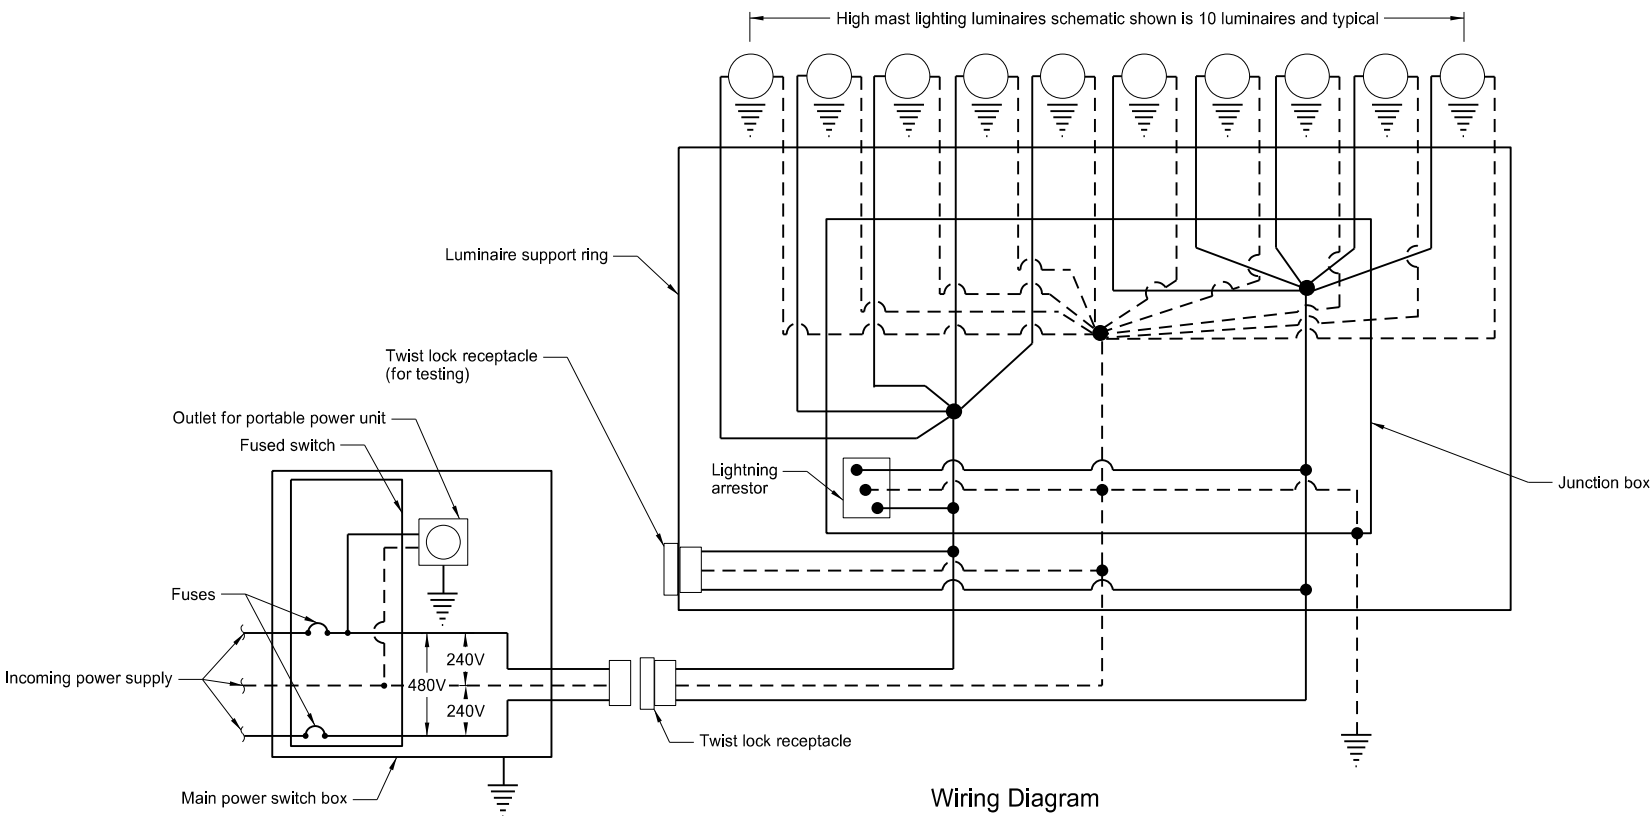 High mast lighting luminaires schematic shown is 10 luminaires and typical
Luminaire support ring
Twist lock receptacle
(for testing)
Outlet for portable power unit
Fused switch
Lightning
arrestor
Junction box
Fuses
240V
Incoming power supply
480V
240V
Twist lock receptacle
Main power switch box
Wiring Diagram